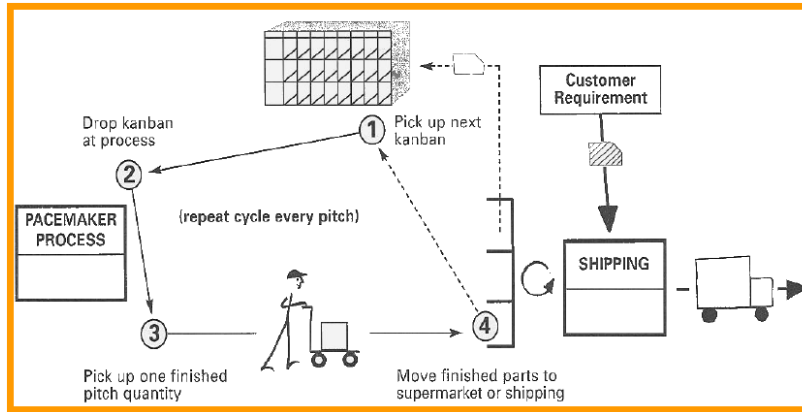 Customer
Requirement
Drop kanban
at process
1
Pick up next
kanban
2
PACEMAKER
PROCESS
(repeat cycle every pitch)
SHIPPING
3
4
Pick up one finished
pitch quantity
Move finished parts to
supermarket or shipping